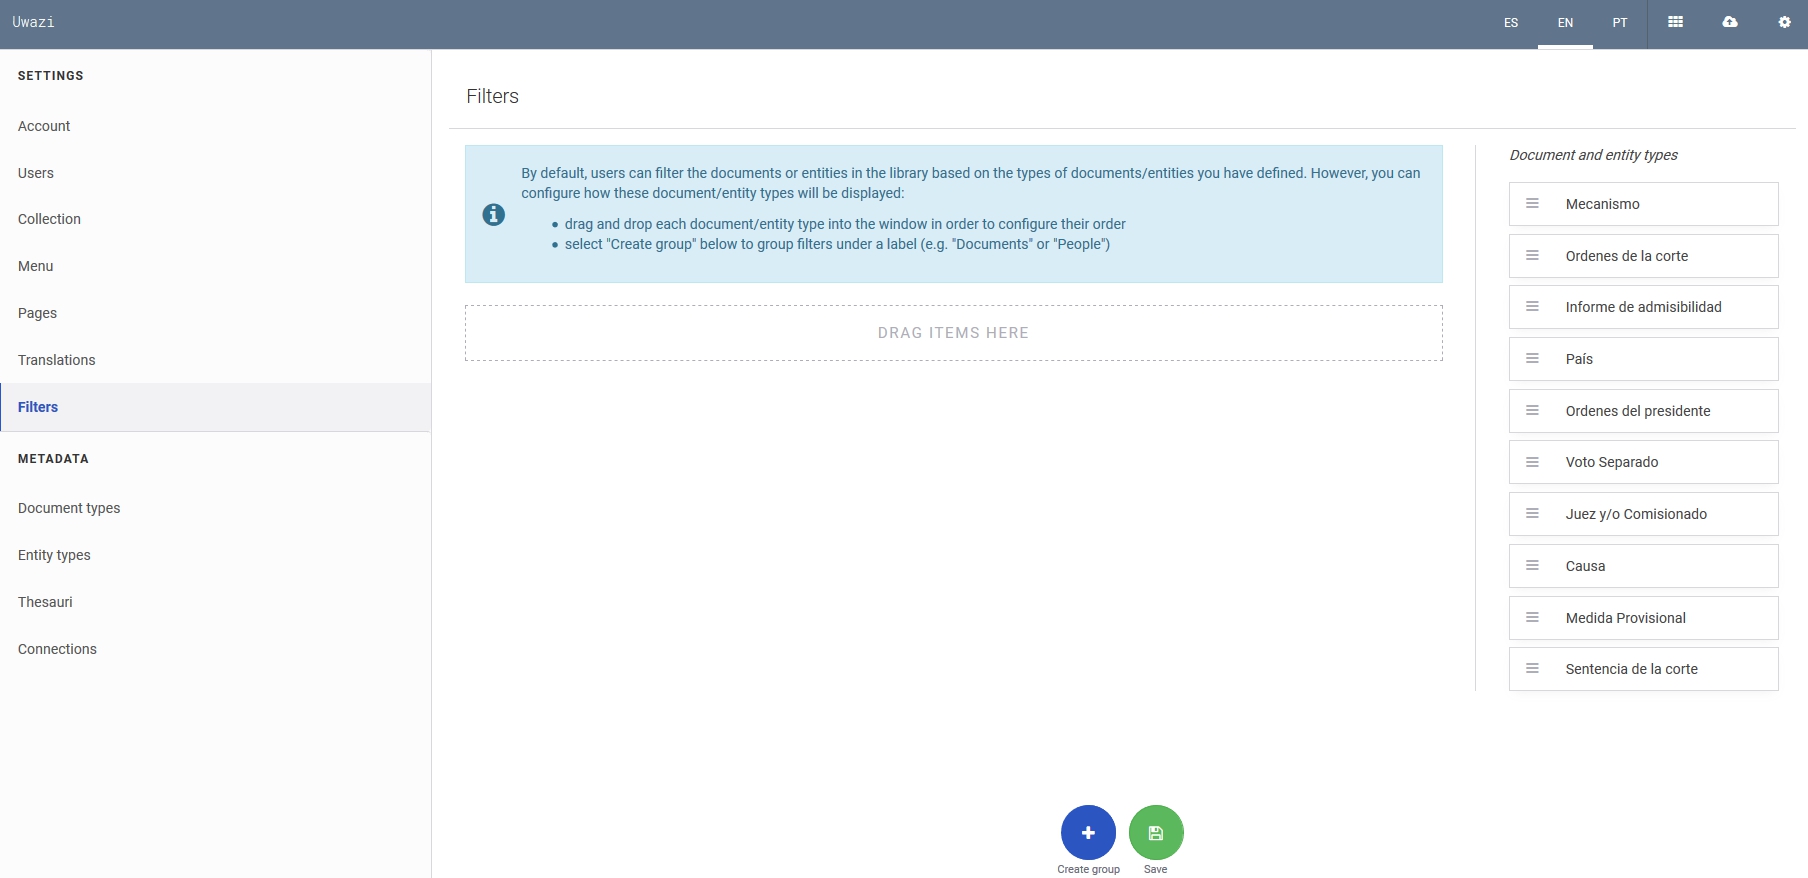 Uwazi
ES
EN
PT
SETTINGS
Account
Users
Collection
Menu
Pages
Translations
Filters
METADATA
Document types
Entity types
Thesauri
Connections
Filters
By default, users can filter the documents or entities in the library based on the types of documents/entities you have defined. However, you can
configure how these document/entity types will be displayed:
• drag and drop each document/entity type into the window in order to configure their order
• select "Create group" below to group filters under a label (e.g. "Documents" or "People")
DRAG ITEMS HERE
Document and entity types
Mecanismo
Ordenes de la corte
Informe de admisibilidad
País
Ordenes del presidente
Voto Separado
Juez y/o Comisionado
Causa
Medida Provisional
Sentencia de la corte
Create group
Save